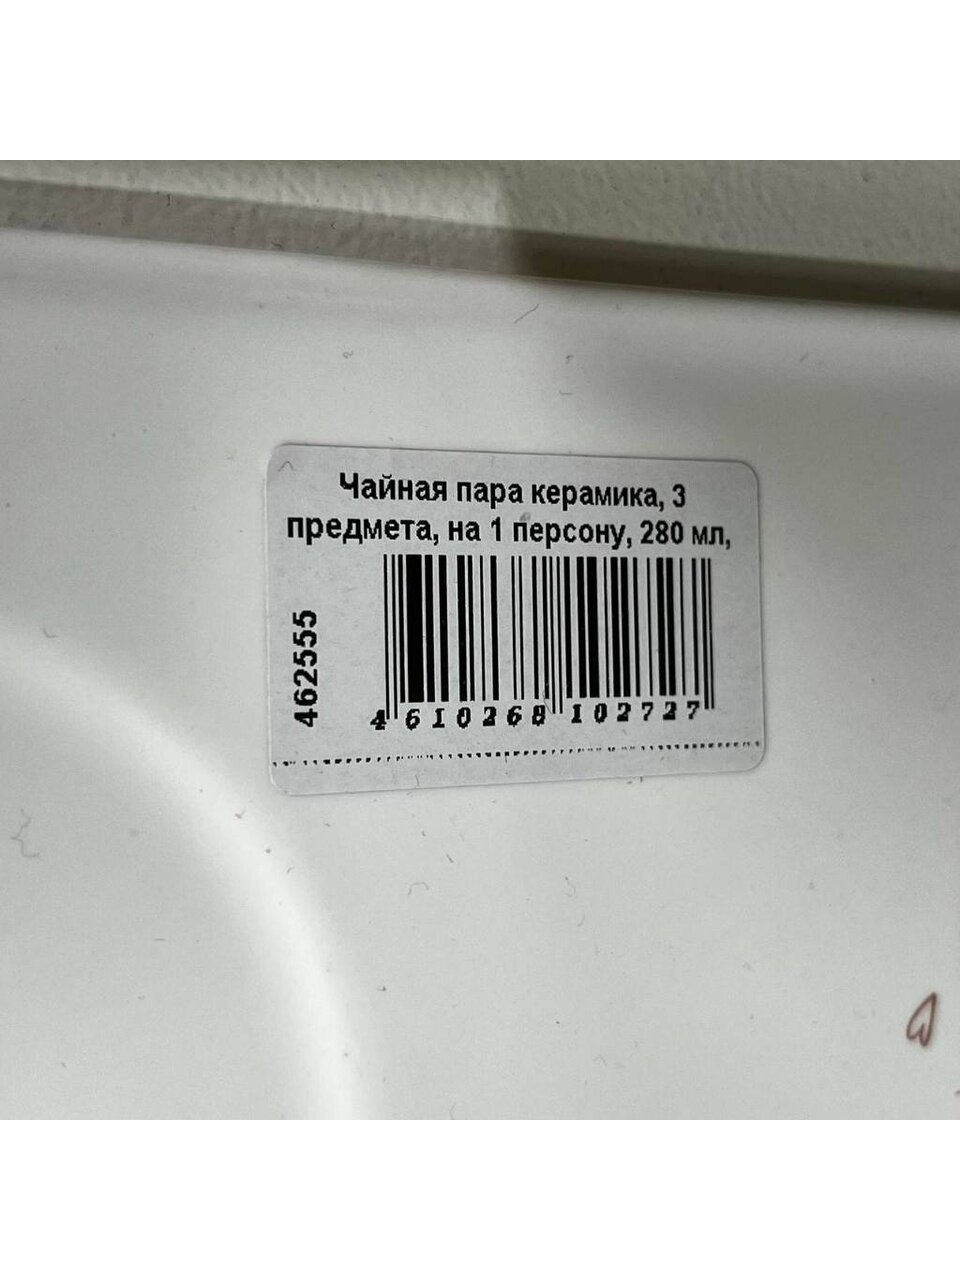 Чайная пара керамика, 3
предмета, на 1 персону, 280 мл,
462555
4 610268 102727